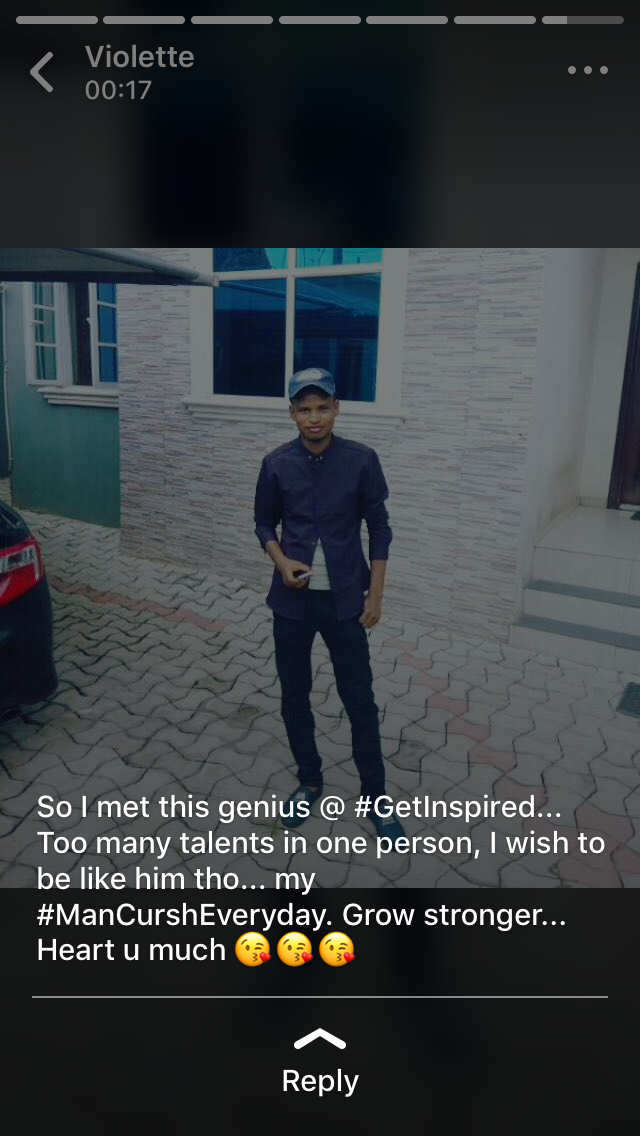 Violette
00:17
So I met this genius @ #GetInspired...
Too many talents in one person, I wish to
be like him tho... my
#ManCurshEveryday. Grow stronger...
Heart u much 😘😘😘
Reply